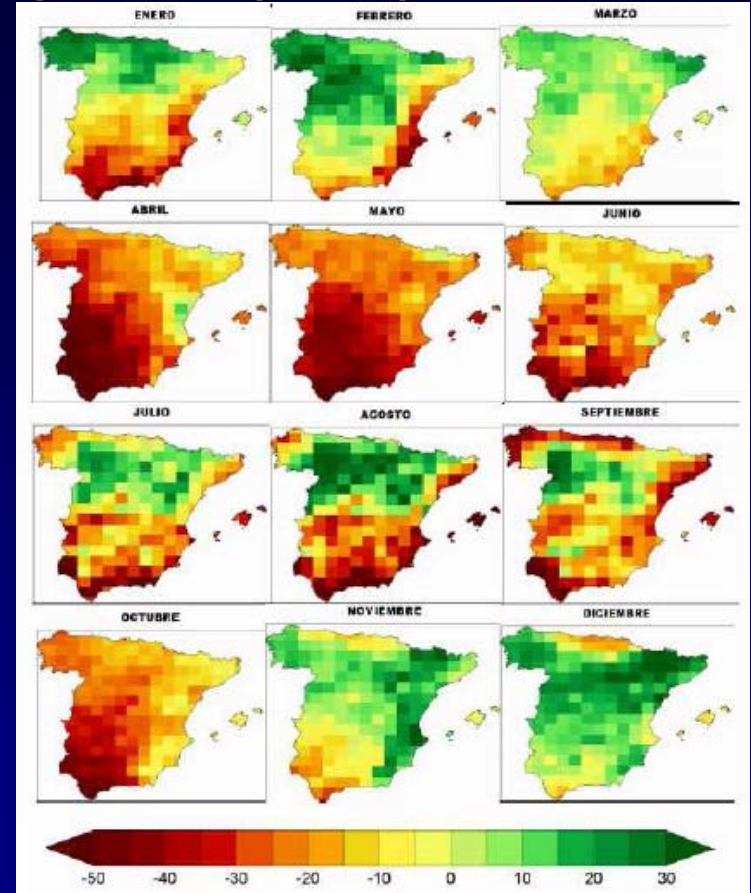 ENERO FEBRERO MARZO
ABRIL MAYO JUNIO
JULIO AGOSTO SEPTIEMBRE
OCTUBRE NOVIEMBRE DICIEMBRE
-50 -40 -30 -20 -10 0 10 20 30